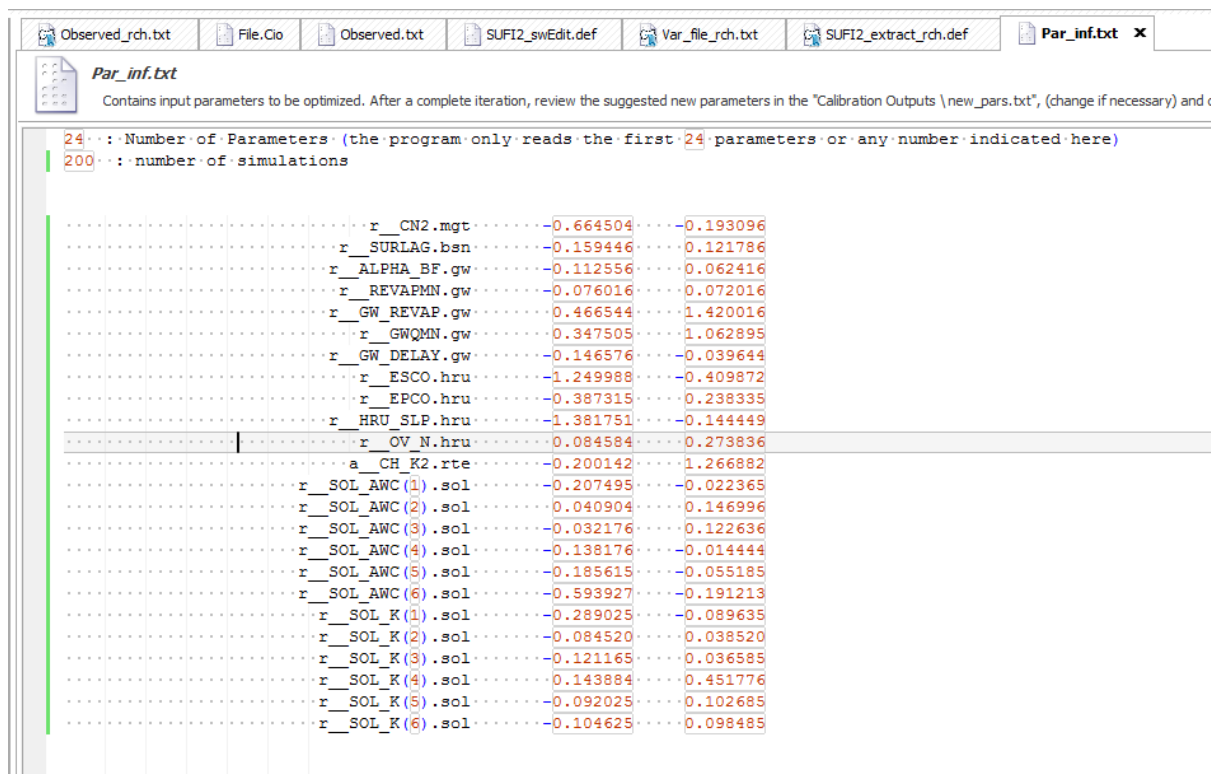 Observed_rch.txt File.Cio Observed.txt SUFI2_swEdit.def Var_file_rch.txt SUFI2_extract_rch.def Par_inf.txt X
Par_inf.txt
Contains input parameters to be optimized. After a complete iteration, review the suggested new parameters in the "Calibration Outputs \new_pars.txt", (change if necessary) and
24 : Number of Parameters (the program only reads the first 24 parameters or any number indicated here)
200 : number of simulations
r__CN2.mgt -0.664504 -0.193096
r__SURLAG.bsn -0.159446 0.121786
r__ALPHA_BF.gw -0.112556 0.062416
r__REVAPMN.gw -0.076016 0.072016
r__GW_REVAP.gw 0.466544 1.420016
r__GWQMN.gw 0.347505 1.062895
r__GW_DELAY.gw -0.146576 -0.039644
r__ESCO.hru -1.249988 -0.409872
r__EPCO.hru -0.387315 0.238335
r__HRU_SLP.hru -1.381751 -0.144449
r__OV_N.hru 0.084584 0.273836
a__CH_K2.rte -0.200142 1.266882
r__SOL_AWC(1).sol -0.207495 -0.022365
r__SOL_AWC(2).sol 0.040904 0.146996
r__SOL_AWC(3).sol -0.032176 0.122636
r__SOL_AWC(4).sol -0.138176 -0.014444
r__SOL_AWC(5).sol -0.185615 -0.055185
r__SOL_AWC(6).sol -0.593927 -0.191213
r__SOL_K(1).sol -0.289025 -0.089635
r__SOL_K(2).sol -0.084520 0.038520
r__SOL_K(3).sol -0.121165 0.036585
r__SOL_K(4).sol 0.143884 0.451776
r__SOL_K(5).sol -0.092025 0.102685
r__SOL_K(6).sol -0.104625 0.098485